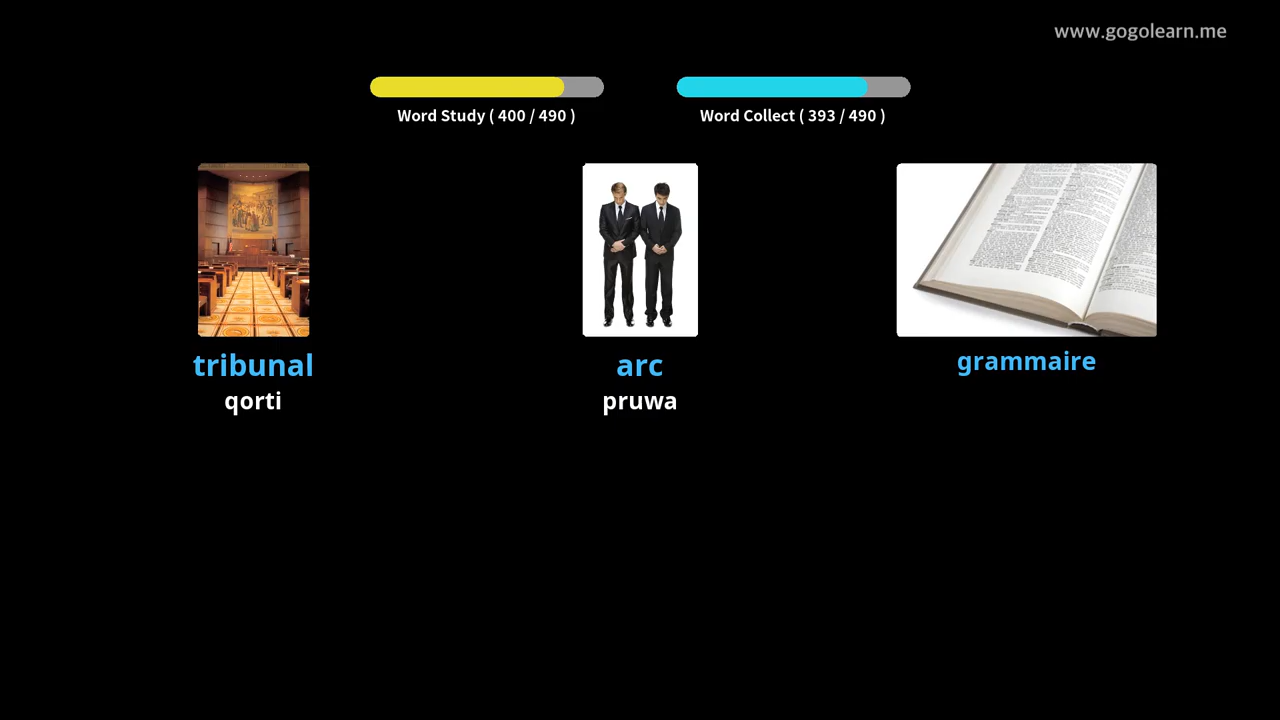 www.gogolearn.me
Word Study ( 400 / 490 )
Word Collect ( 393 / 490 )
tribunal
qorti
arc
pruwa
grammaire